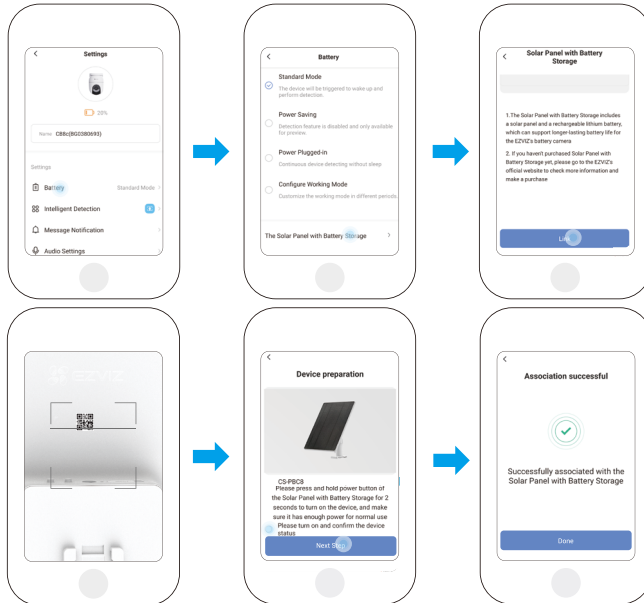 Settings
20%
Name C88c(BG0380693)
Settings
Battery Standard Mode
Intelligent Detection
Message Notification
Audio Settings
Battery
Standard Mode
The device will be triggered to wake up and
perform detection.
Power Saving
Detection feature is disabled and only available
for preview.
Power Plugged-in
Continuous device detecting without sleep
Configure Working Mode
Customize the working mode in different periods.
The Solar Panel with Battery Storage
Solar Panel with Battery
Storage
1.The Solar Panel with Battery Storage includes
a solar panel and a rechargeable lithium battery,
which can support longer-lasting battery life for
the EZVIZ's battery camera
2. If you haven't purchased Solar Panel with
Battery Storage yet, please go to the EZVIZ's
official website to check more information and
make a purchase
Link
EZVIZ
Device preparation
CS-PBC8
Please press and hold power button of
the Solar Panel with Battery Storage for 2
seconds to turn on the device, and make
sure it has enough power for normal use
Please turn on and confirm the device
status
Next Step
Association successful
Successfully associated with the
Solar Panel with Battery Storage
Done